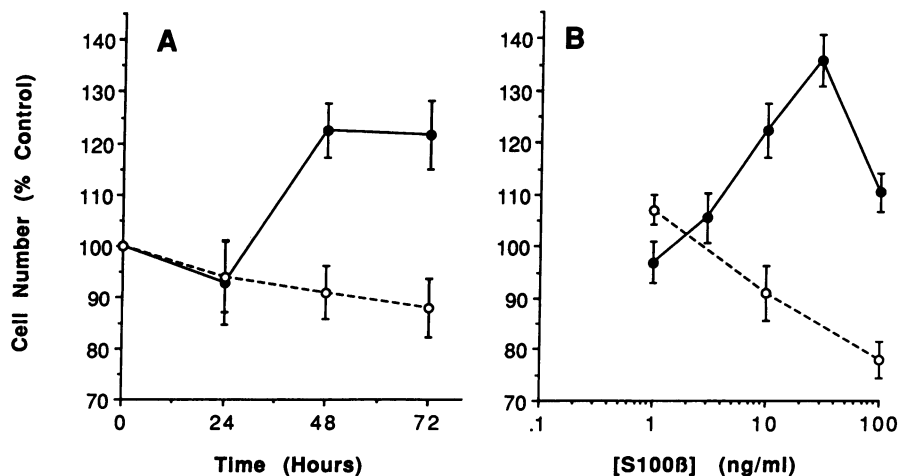 A
B
Cell Number (% Control)
140
130
120
110
100
90
80
70
0 24 48 72
Time (Hours)
140
130
120
110
100
90
80
70
.1 1 10 100
[S100ß] (ng/ml)